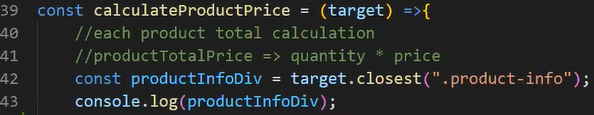 39 const calculateProductPrice = (target) =>{
40 //each product total calculation
41 //productTotalPrice => quantity * price
42 const productInfoDiv = target.closest(".product-info");
43 console.log(productInfoDiv);